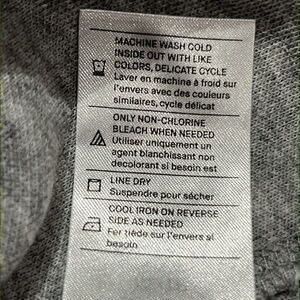 MACHINE WASH COLD
INSIDE OUT WITH LIKE
COLORS, DELICATE CYCLE
Laver en machine à froid sur
l'envers avec des couleurs
similaires, cycle délicat
ONLY NON-CHLORINE
BLEACH WHEN NEEDED
Utiliser uniquement un
agent blanchissant non
decolorant si besoin est
LINE DRY
Suspendre pour sécher
COOL IRON ON REVERSE
SIDE AS NEEDED
Fer tiède sur l'envers si
besoin